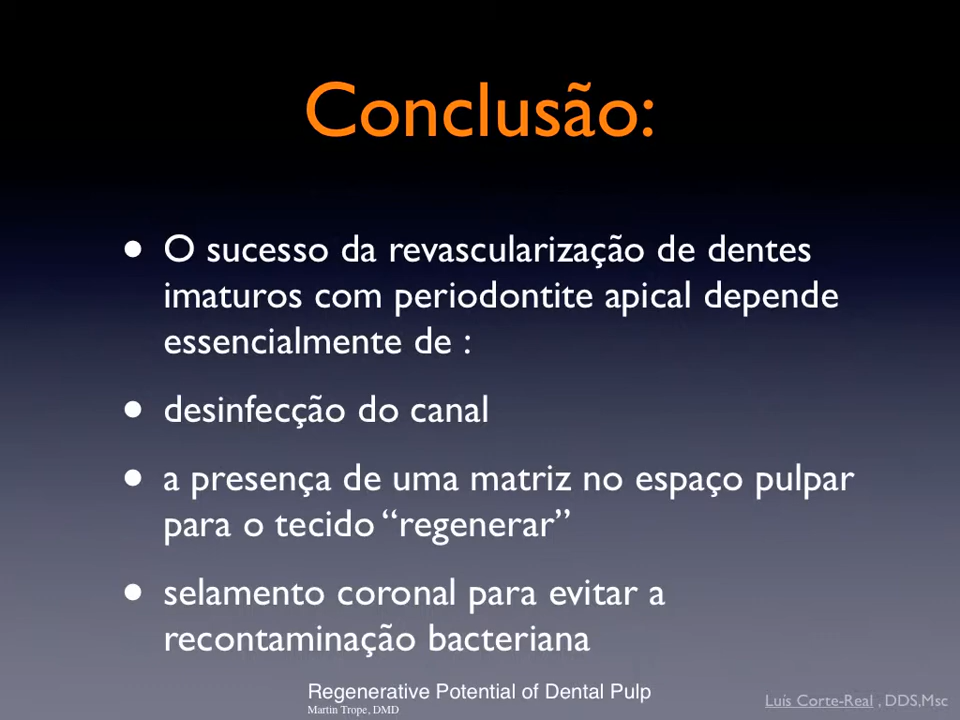 Conclusão:
• O sucesso da revascularização de dentes
imaturos com periodontite apical depende
essencialmente de :
• desinfecção do canal
• a presença de uma matriz no espaço pulpar
para o tecido “regenerar”
• selamento coronal para evitar a
recontaminação bacteriana
Regenerative Potential of Dental Pulp
Martin Trope, DMD
Luís Corte-Real , DDS,Msc